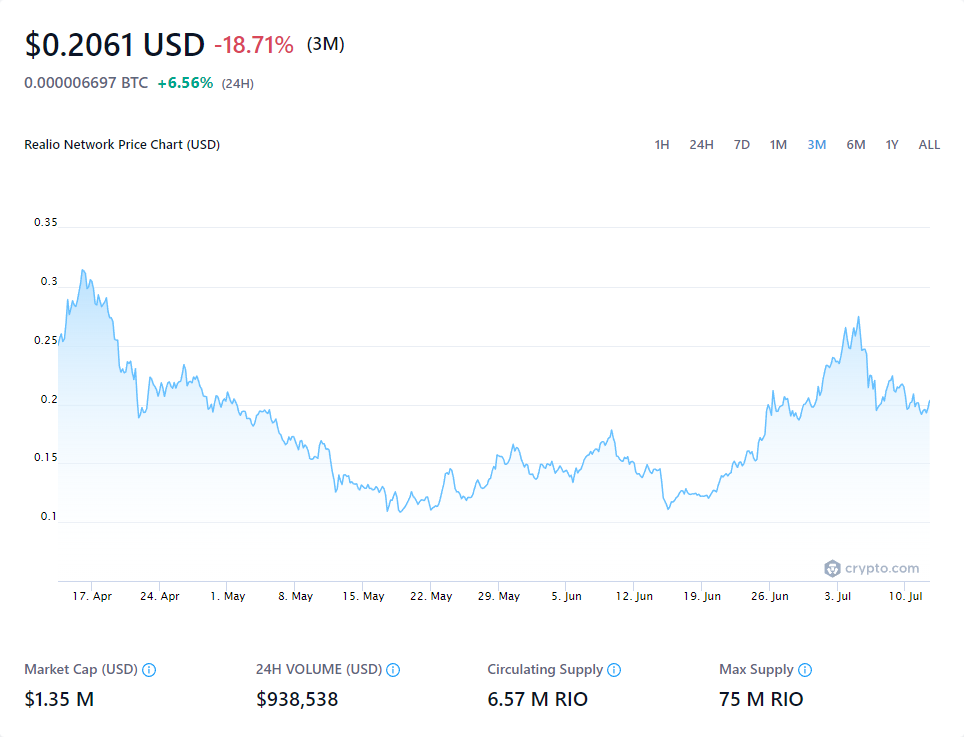 $0.2061 USD -18.71% (3M)
0.000006697 BTC +6.56% (24H)
Realio Network Price Chart (USD) 1H 24H 7D 1M 3M 6M 1Y ALL
0.35
0.3
0.25
0.2
0.15
0.1
crypto.com
17. Apr 24. Apr 1. May 8. May 15. May 22. May 29. May 5. Jun 12. Jun 19. Jun 26. Jun 3. Jul 10. Jul
Market Cap (USD) 24H VOLUME (USD) Circulating Supply Max Supply
$1.35 M $938,538 6.57 M RIO 75 M RIO